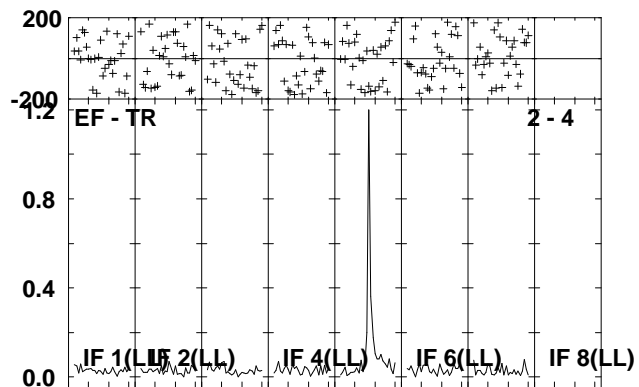 200
-200
1.2
EF - TR
2 - 4
0.8
0.4
IF 1(LL)
IF 2(LL)
IF 4(LL)
IF 6(LL)
IF 8(LL)
0.0